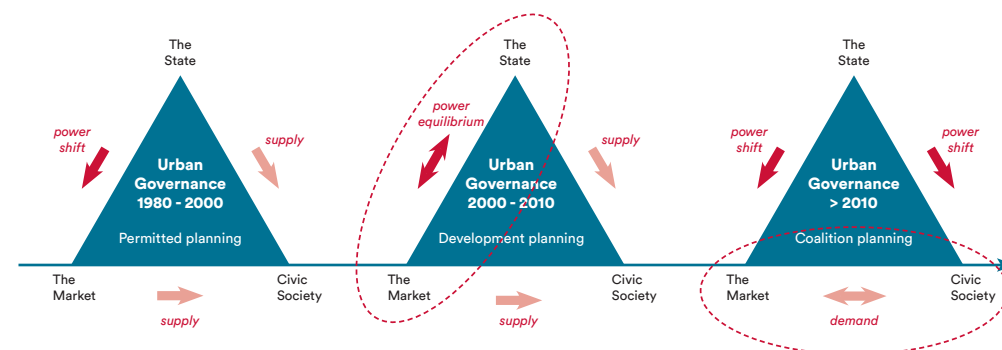 The
State
power
shift
supply
Urban
Governance
1980 - 2000
Permitted planning
The
Market
Civic
Society
supply
The
State
power
equilibrium
supply
Urban
Governance
2000 - 2010
Development planning
The
Market
Civic
Society
supply
The
State
power
shift
power
shift
Urban
Governance
> 2010
Coalition planning
The
Market
Civic
Society
demand